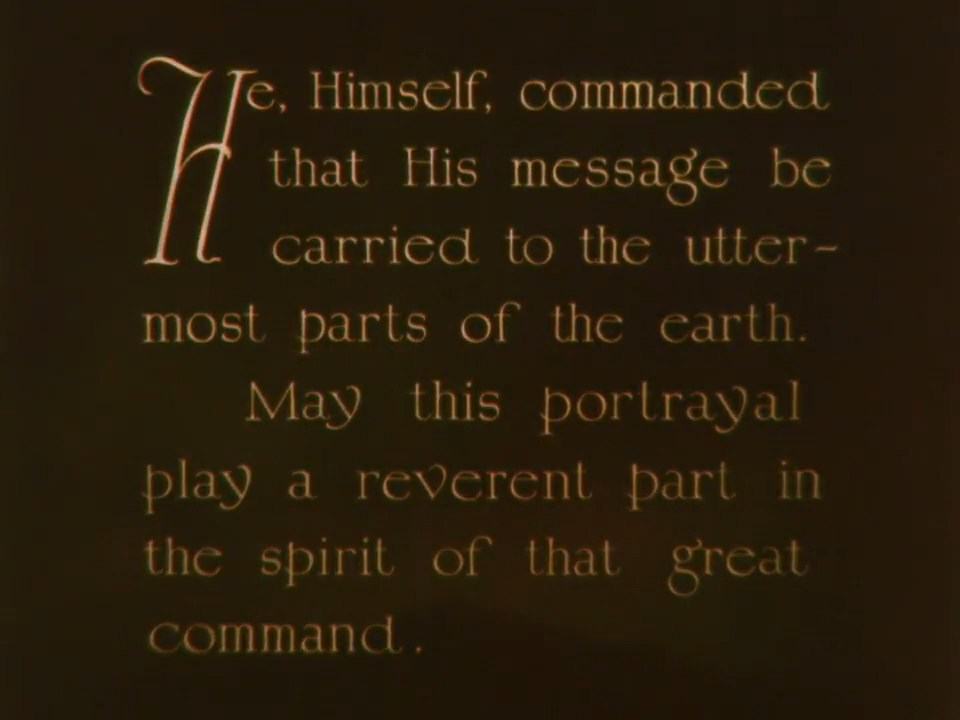 He, Himself, commanded
that His message be
carried to the utter-
most parts of the earth.
May this portrayal
play a reverent part in
the spirit of that great
command.